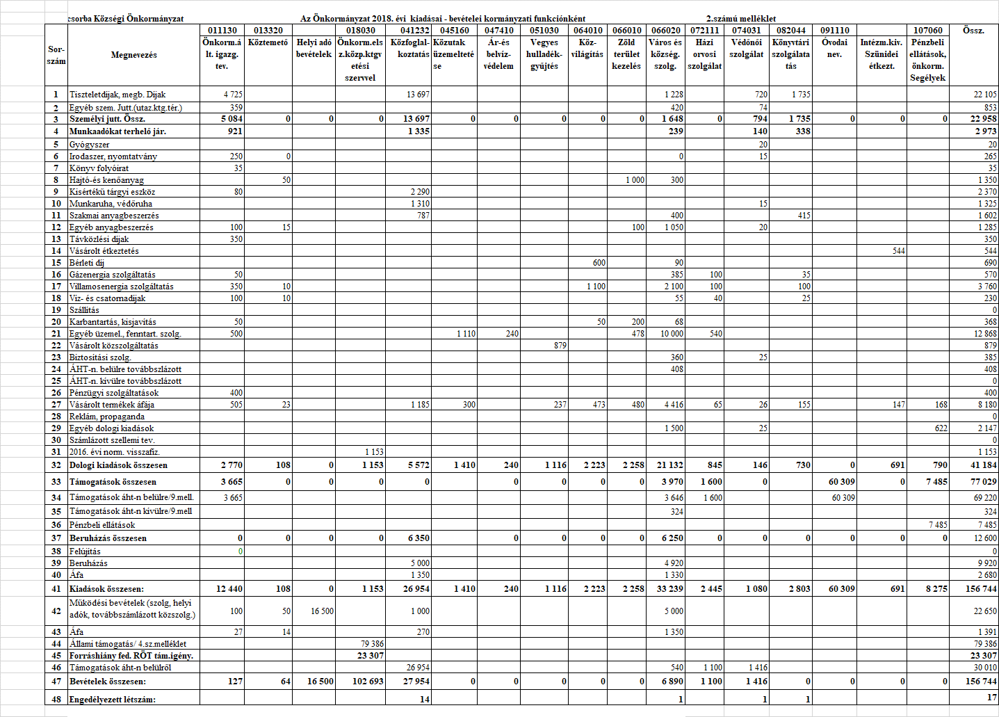 csorba Községi Önkormányzat Az Önkormányzat 2018. évi kiadásai - bevételei kormányzati funkciónként 2.számú melléklet
011130 013320 018030 041232 045160 047410 051030 064010 066010 066020 072111 074031 082044 091110 107060 Össz.
Sor-szám Megnevezés Önkorm.á lt. igazg. tev. Köztemető Helyi adó bevételek Önkorm.els z.közp.ktgv etési szervvel Közfoglal-koztatás Közutak üzemelteté se Ár-és belvíz-védelem Vegyes hulladék-gyűjtés Köz-világítás Zöld terület kezelés Város és község. szolg. Házi orvosi szolgálat Védőnői szolgálat Könyvtári szolgálata tás Óvodai nev. Intézm.kív. Szünidei étkezt. Pénzbeli ellátások, önkorm. Segélyek
1 Tiszteletdíjak, megb. Díjak 4 725 13 697 1 228 720 1 735 22 105
2 Egyéb szem. Jutt.(utaz.ktg.tér.) 359 420 74 853
3 Személyi jutt. Össz. 5 084 0 0 0 13 697 0 0 0 0 0 1 648 0 794 1 735 0 0 0 22 958
4 Munkaadókat terhelő jár. 921 1 335 239 140 338 2 973
5 Gyógyszer 20 20
6 Irodaszer, nyomtatvány 250 0 0 15 265
7 Könyv folyóirat 35 35
8 Hajtó-és kenőanyag 50 1 000 300 1 350
9 Kisértékű tárgyi eszköz 80 2 290 2 370
10 Munkaruha, védőruha 1 310 15 1 325
11 Szakmai anyagbeszerzés 787 400 415 1 602
12 Egyéb anyagbeszerzés 100 15 100 1 050 20 1 285
13 Távközlési díjak 350 350
14 Vásárolt étkeztetés 544 544
15 Bérleti díj 600 90 690
16 Gázenergia szolgáltatás 50 385 100 35 570
17 Villamosenergia szolgáltatás 350 10 1 100 2 100 100 100 3 760
18 Víz- és csatornadíjak 100 10 55 40 25 230
19 Szállítás 0
20 Karbantartás, kisjavítás 50 50 200 68 368
21 Egyéb üzemel., fenntart. szolg. 500 1 110 240 478 10 000 540 12 868
22 Vásárolt közszolgáltatás 879 879
23 Biztosítási szolg. 360 25 385
24 ÁHT-n. belülre továbbszlázott 408 408
25 ÁHT-n. kívülre továbbszlázott 0
26 Pénzügyi szolgáltatások 400 400
27 Vásárolt termékek áfája 505 23 1 185 300 237 473 480 4 416 65 26 155 147 168 8 180
28 Reklám, propaganda 0
29 Egyéb dologi kiadások 1 500 25 622 2 147
30 Számlázott szellemi tev. 0
31 2016. évi norm. visszafiz. 1 153 1 153
32 Dologi kiadások összesen 2 770 108 0 1 153 5 572 1 410 240 1 116 2 223 2 258 21 132 845 146 730 0 691 790 41 184
33 Támogatások összesen 3 665 0 0 0 0 0 0 0 0 3 970 1 600 0 60 309 0 7 485 77 029
34 Támogatások áht-n belülre/9.mell. 3 665 3 646 1 600 60 309 69 220
35 Támogatások áht-n kívülre/9.mell 324 324
36 Pénzbeli ellátások 7 485 7 485
37 Beruházás összesen 0 0 0 0 6 350 0 0 0 0 6 250 0 0 0 0 0 0 12 600
38 Felújítás 0 0
39 Beruházás 5 000 4 920 9 920
40 Áfa 1 350 1 330 2 680
41 Kiadások összesen: 12 440 108 0 1 153 26 954 1 410 240 1 116 2 223 2 258 33 239 2 445 1 080 2 803 60 309 691 8 275 156 744
42 Működési bevételek (szolg, helyi adók, továbbszámlázott közszolg.) 100 50 16 500 1 000 5 000 22 650
43 Áfa 27 14 270 1 350 1 391
44 Állami támogatás/ 4.sz.melléklet 79 386 79 386
45 Forráshiány fed. RÖT tám.igény. 23 307 23 307
46 Támogatások áht-n belülről 26 954 540 1 100 1 416 30 010
47 Bevételek összesen: 127 64 16 500 102 693 27 954 0 0 0 0 0 6 890 1 100 1 416 0 0 0 0 156 744
48 Engedélyezett létszám: 14 1 1 1 17